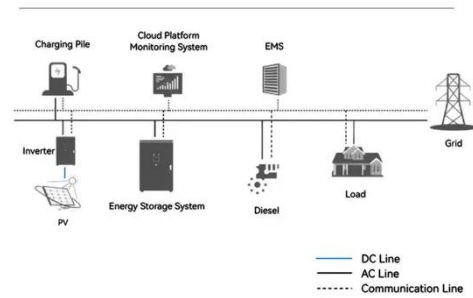 Charging Pile
Cloud Platform
Monitoring System
EMS
Grid
Inverter
PV
Energy Storage System
Diesel
Load
DC Line
AC Line
Communication Line